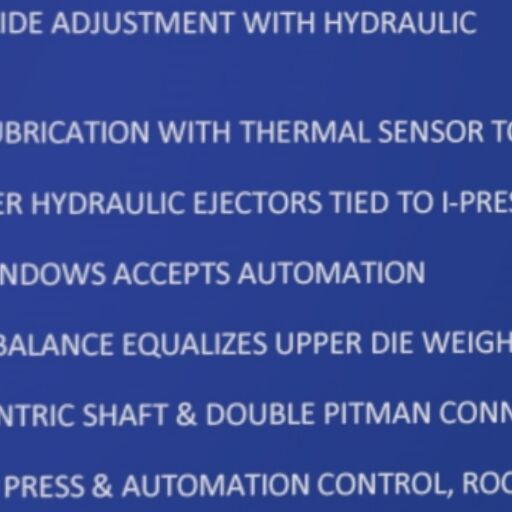 IDE ADJUSTMENT WITH HYDRAULIC
UBRICATION WITH THERMAL SENSOR TO
ER HYDRAULIC EJECTORS TIED TO I-PRES
NDOWS ACCEPTS AUTOMATION
BALANCE EQUALIZES UPPER DIE WEIGH
NTRIC SHAFT & DOUBLE PITMAN CONN
PRESS & AUTOMATION CONTROL, ROC